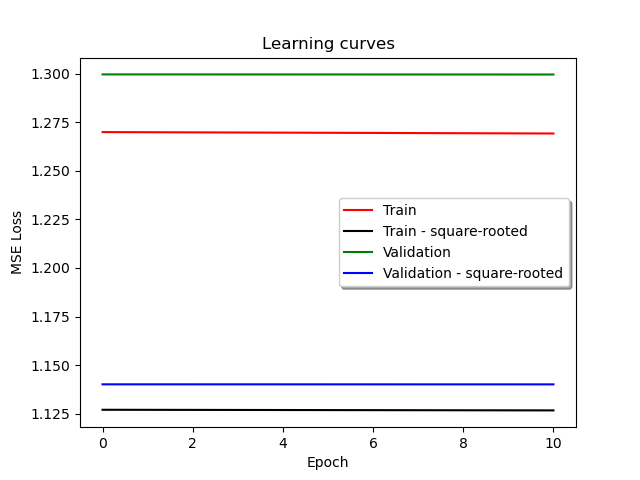 Learning curves
MSE Loss
1.300
1.275
1.250
1.225
1.200
1.175
1.150
1.125
Train
Train - square-rooted
Validation
Validation - square-rooted
0 2 4 6 8 10
Epoch